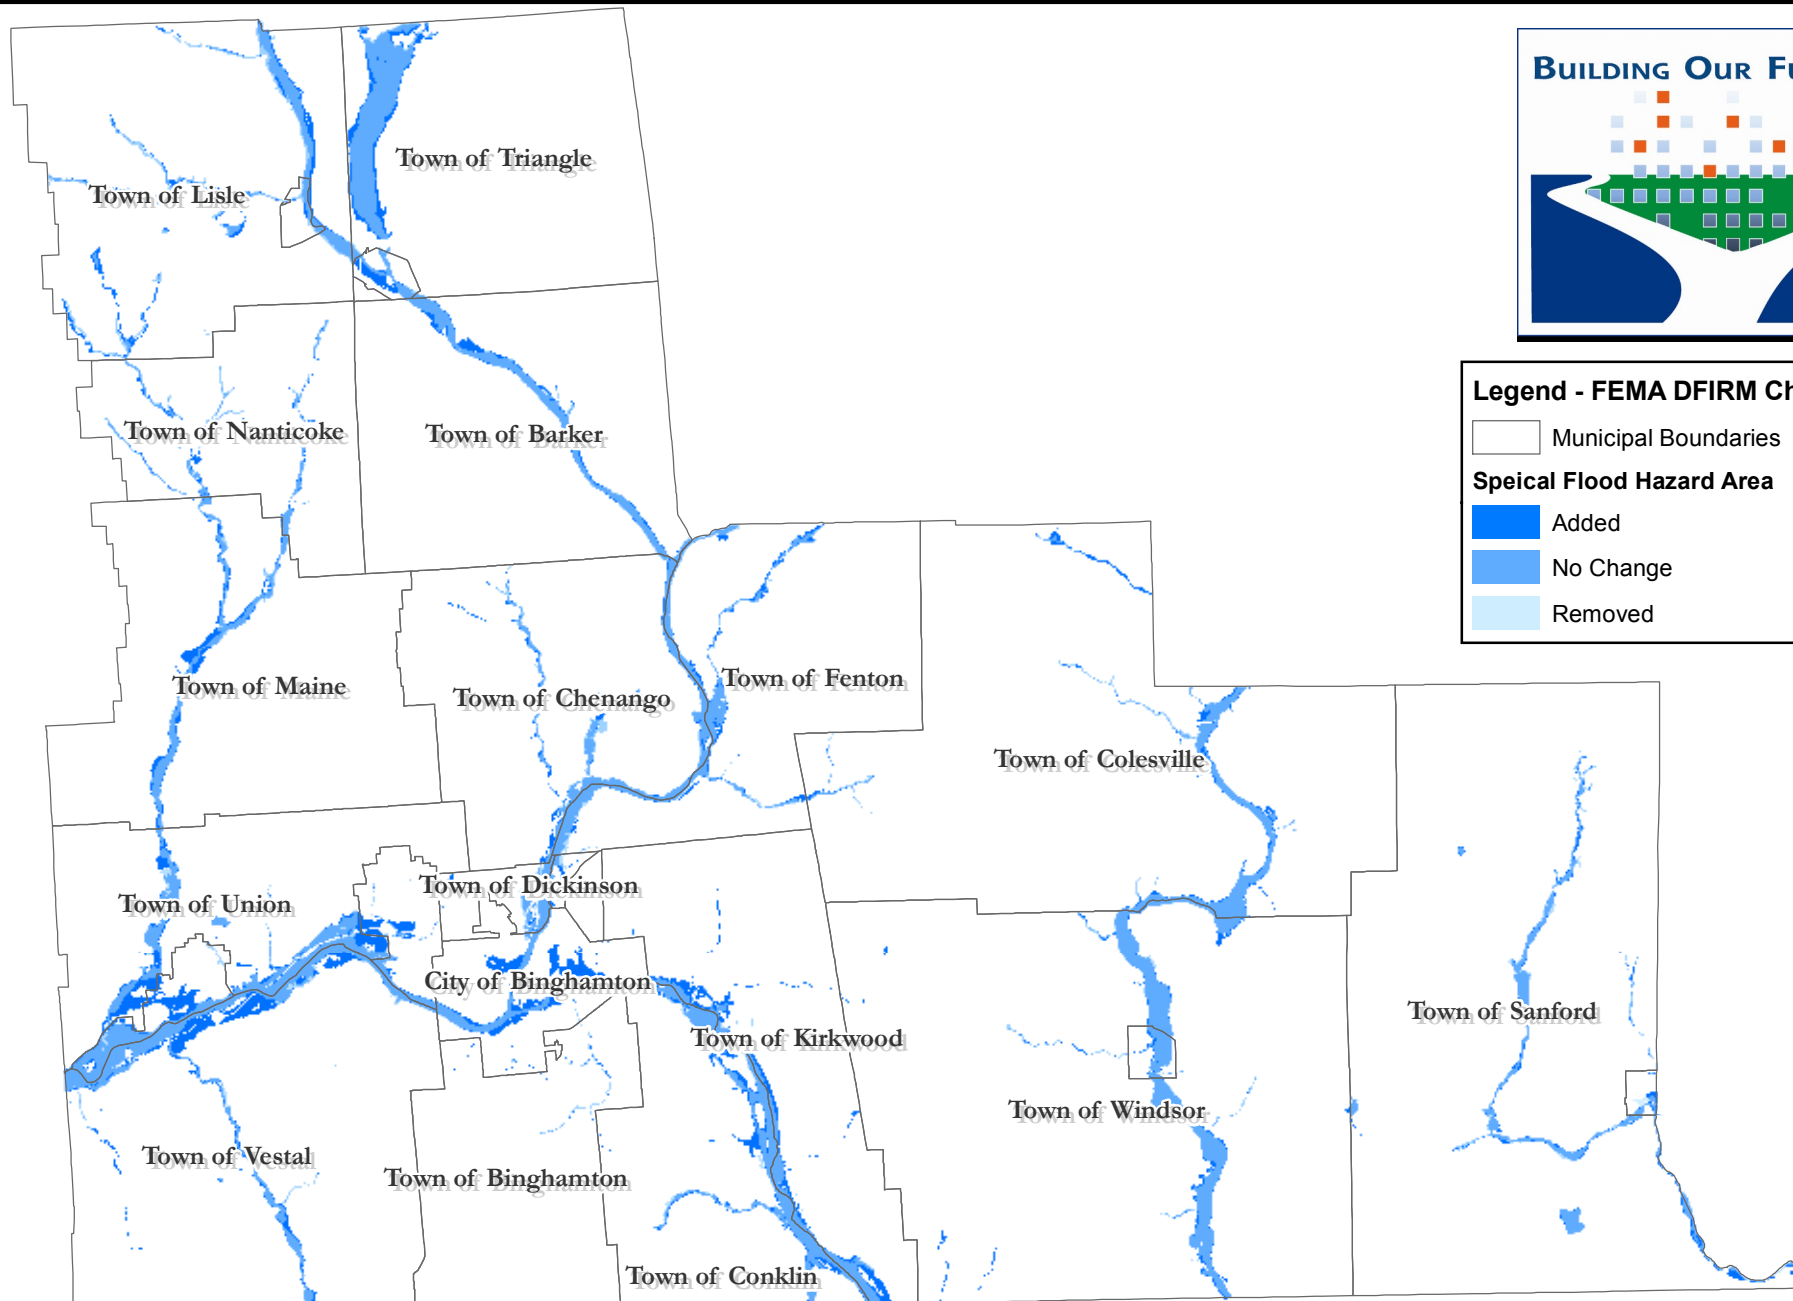 BUILDING OUR
Legend - FEMA DFIRM
Municipal Boundaries
Speical Flood Hazard Area
Added
No Change
Removed
Town of Triangle
Town of Lisle
Town of Nanticoke
Town of Barker
Town of Maine
Town of Chenango
Town of Fenton
Town of Colesville
Town of Union
Town of Dickinson
City of Binghamton
Town of Kirkwood
Town of Sanford
Town of Windsor
Town of Vestal
Town of Binghamton
Town of Conklin